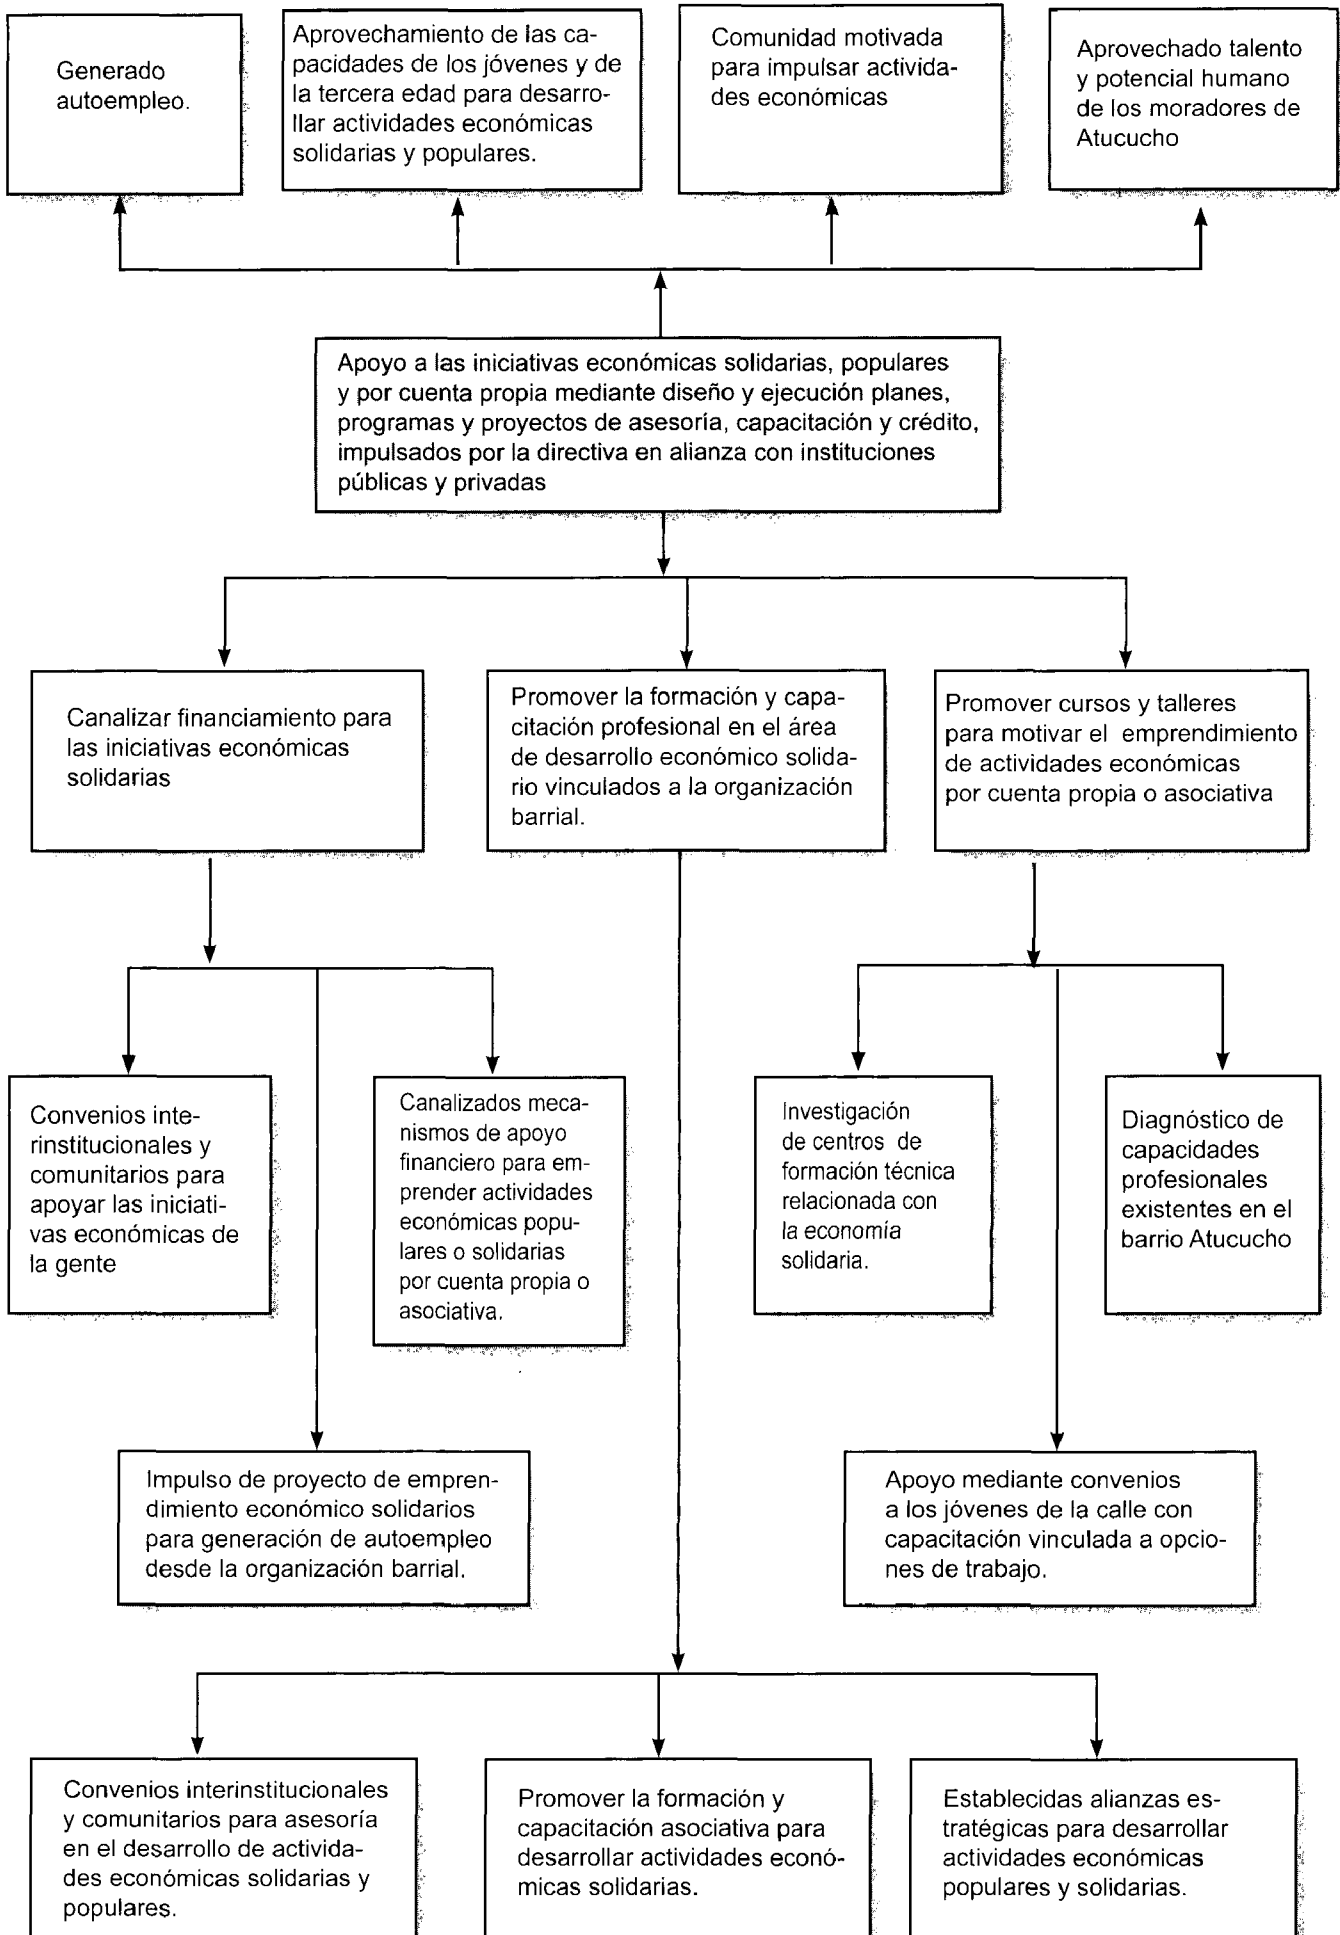 Generado
autoempleo.
Aprovechamiento de las ca-
pacidades de los jóvenes y de
la tercera edad para desarro-
llar actividades económicas
solidarias y populares.
Comunidad motivada
para impulsar activida-
des económicas
Aprovechado talento
y potencial humano
de los moradores de
Atucucho
Apoyo a las iniciativas económicas solidarias, populares
y por cuenta propia mediante diseño y ejecución planes,
programas y proyectos de asesoría, capacitación y crédito,
impulsados por la directiva en alianza con instituciones
públicas y privadas
Canalizar financiamiento para
las iniciativas económicas
solidarias
Promover la formación y capa-
citación profesional en el área
de desarrollo económico solida-
rio vinculados a la organización
barrial.
Promover cursos y talleres
para motivar el emprendimiento
de actividades económicas
por cuenta propia o asociativa
Convenios inte-
rinstitucionales y
comunitarios para
apoyar las iniciati-
vas económicas de
la gente
Canalizados meca-
nismos de apoyo
financiero para em-
prender actividades
económicas popu-
lares o solidarias
por cuenta propia o
asociativa.
Investigación
de centros de
formación técnica
relacionada con
la economía
solidaria.
Diagnóstico de
capacidades
profesionales
existentes en el
barrio Atucucho
Impulso de proyecto de empren-
dimiento económico solidarios
para generación de autoempleo
desde la organización barrial.
Apoyo mediante convenios
a los jóvenes de la calle con
capacitación vinculada a opcio-
nes de trabajo.
Convenios interinstitucionales
y comunitarios para asesoría
en el desarrollo de activida-
des económicas solidarias y
populares.
Promover la formación y
capacitación asociativa para
desarrollar actividades econó-
micas solidarias.
Establecidas alianzas es-
tratégicas para desarrollar
actividades económicas
populares y solidarias.